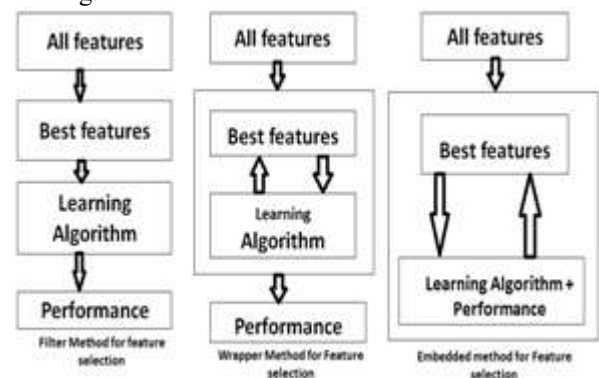 All features
Best features
Learning
Algorithm
Performance
Filter Method for feature
selection
All features
Best features
Learning
Algorithm
Performance
Wrapper Method for Feature
selection
All features
Best features
Learning Algorithm +
Performance
Embedded method for Feature
selection